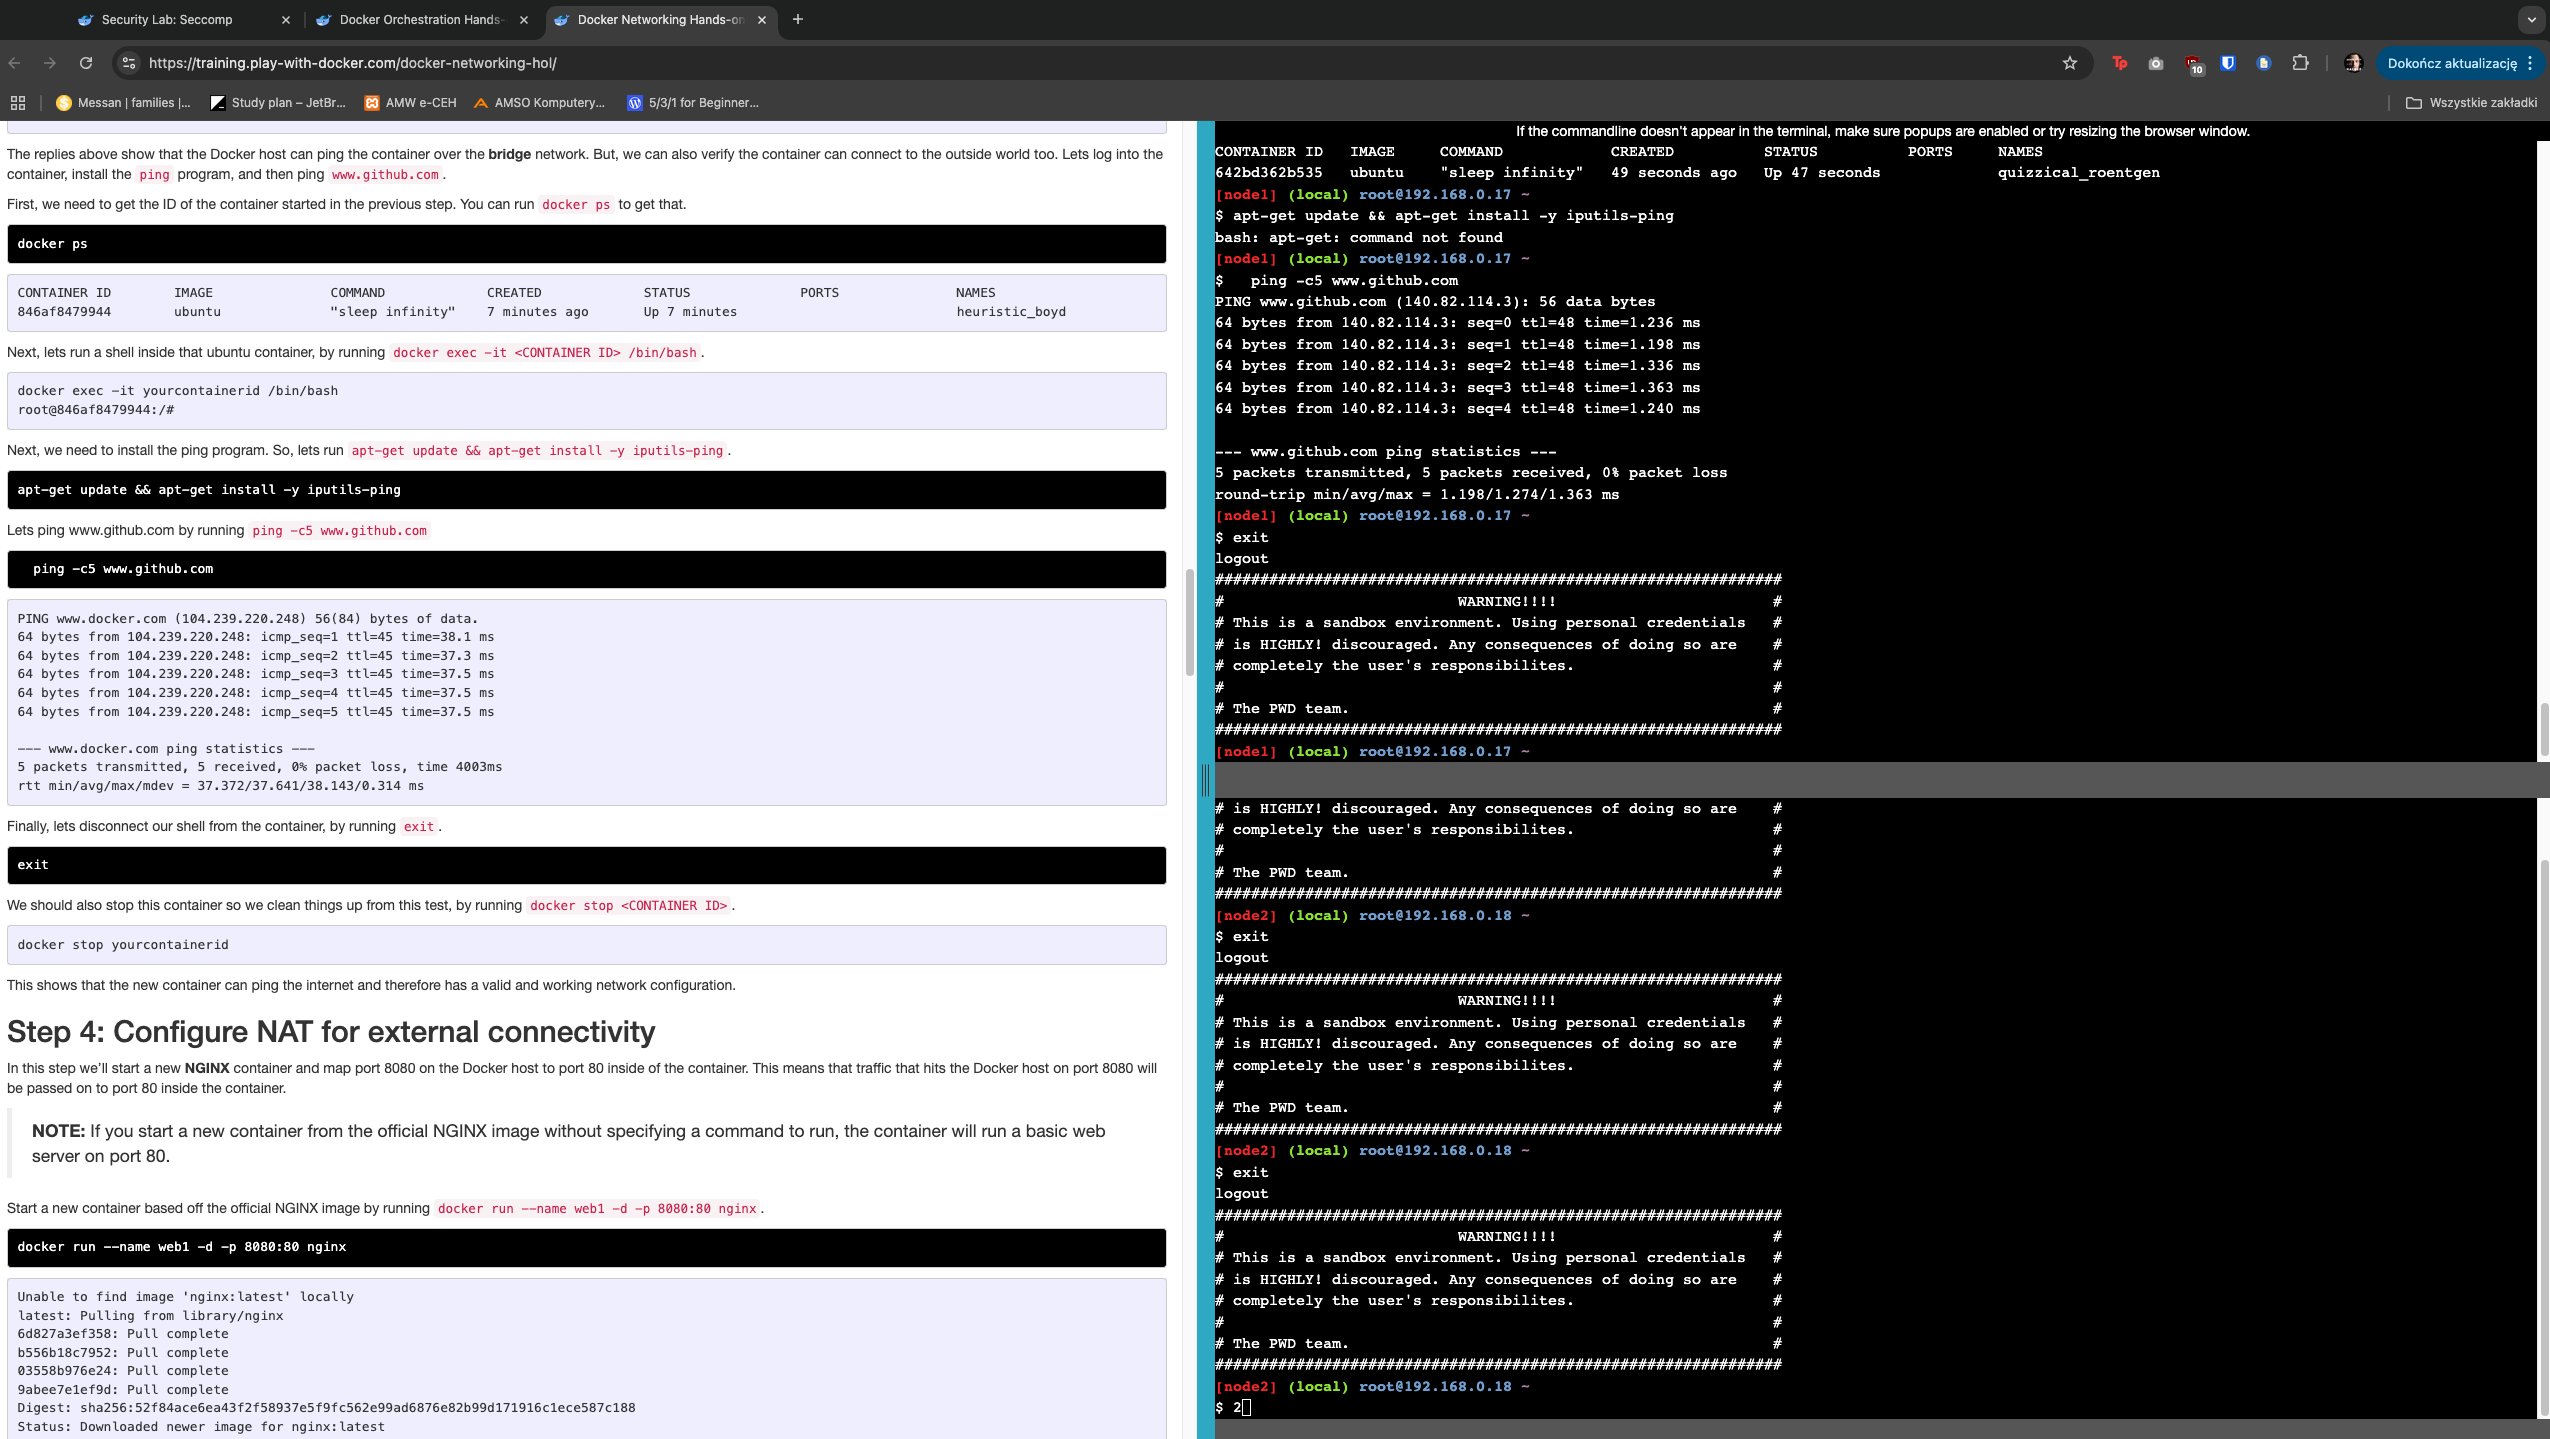 Security Lab: Seccomp
Docker Orchestration Hands-
Docker Networking Hands-on
https://training.play-with-docker.com/docker-networking-hol/
10
Dokończ aktualizację
Messan | families |...
Study plan – JetBr...
AMW e-CEH
AMSO Komputery...
5/3/1 for Beginner...
Wszystkie zakładki
The replies above show that the Docker host can ping the container over the bridge network. But, we can also verify the container can connect to the outside world too. Lets log into the
container, install the ping program, and then ping www.github.com.
First, we need to get the ID of the container started in the previous step. You can run docker ps to get that.
docker ps
CONTAINER ID IMAGE COMMAND CREATED STATUS PORTS NAMES
846af8479944 ubuntu "sleep infinity" 7 minutes ago Up 7 minutes heuristic_boyd
Next, lets run a shell inside that ubuntu container, by running docker exec -it <CONTAINER ID> /bin/bash.
docker exec -it yourcontainerid /bin/bash
root@846af8479944:/#
Next, we need to install the ping program. So, lets run apt-get update && apt-get install -y iputils-ping.
apt-get update && apt-get install -y iputils-ping
Lets ping www.github.com by running ping -c5 www.github.com
ping -c5 www.github.com
PING www.docker.com (104.239.220.248) 56(84) bytes of data.
64 bytes from 104.239.220.248: icmp_seq=1 ttl=45 time=38.1 ms
64 bytes from 104.239.220.248: icmp_seq=2 ttl=45 time=37.3 ms
64 bytes from 104.239.220.248: icmp_seq=3 ttl=45 time=37.5 ms
64 bytes from 104.239.220.248: icmp_seq=4 ttl=45 time=37.5 ms
64 bytes from 104.239.220.248: icmp_seq=5 ttl=45 time=37.5 ms
--- www.docker.com ping statistics ---
5 packets transmitted, 5 received, 0% packet loss, time 4003ms
rtt min/avg/max/mdev = 37.372/37.641/38.143/0.314 ms
Finally, lets disconnect our shell from the container, by running exit.
exit
We should also stop this container so we clean things up from this test, by running docker stop <CONTAINER ID>.
docker stop yourcontainerid
This shows that the new container can ping the internet and therefore has a valid and working network configuration.
Step 4: Configure NAT for external connectivity
In this step we'll start a new NGINX container and map port 8080 on the Docker host to port 80 inside of the container. This means that traffic that hits the Docker host on port 8080 will
be passed on to port 80 inside the container.
NOTE: If you start a new container from the official NGINX image without specifying a command to run, the container will run a basic web
server on port 80.
Start a new container based off the official NGINX image by running docker run --name web1 -d -p 8080:80 nginx.
docker run --name web1 -d -p 8080:80 nginx
Unable to find image 'nginx:latest' locally
latest: Pulling from library/nginx
6d827a3ef358: Pull complete
b556b18c7952: Pull complete
03558b976e24: Pull complete
9abee7e1ef9d: Pull complete
Digest: sha256:52f84ace6ea43f2f58937e5f9fc562e99ad6876e82b99d171916c1ece587c188
Status: Downloaded newer image for nginx:latest
If the commandline doesn't appear in the terminal, make sure popups are enabled or try resizing the browser window.
CONTAINER ID IMAGE COMMAND CREATED STATUS PORTS NAMES
642bd362b535 ubuntu "sleep infinity" 49 seconds ago Up 47 seconds quizzical_roentgen
[node1] (local) root@192.168.0.17 ~
$ apt-get update && apt-get install -y iputils-ping
bash: apt-get: command not found
[node1] (local) root@192.168.0.17 ~
$ ping -c5 www.github.com
PING www.github.com (140.82.114.3): 56 data bytes
64 bytes from 140.82.114.3: seq=0 ttl=48 time=1.236 ms
64 bytes from 140.82.114.3: seq=1 ttl=48 time=1.198 ms
64 bytes from 140.82.114.3: seq=2 ttl=48 time=1.336 ms
64 bytes from 140.82.114.3: seq=3 ttl=48 time=1.363 ms
64 bytes from 140.82.114.3: seq=4 ttl=48 time=1.240 ms
--- www.github.com ping statistics ---
5 packets transmitted, 5 packets received, 0% packet loss
round-trip min/avg/max = 1.198/1.274/1.363 ms
[node1] (local) root@192.168.0.17 ~
$ exit
logout
###############################################################
# WARNING!!!! #
# This is a sandbox environment. Using personal credentials #
# is HIGHLY! discouraged. Any consequences of doing so are #
# completely the user's responsibilites. #
# #
# The PWD team. #
###############################################################
[node1] (local) root@192.168.0.17 ~
# is HIGHLY! discouraged. Any consequences of doing so are #
# completely the user's responsibilites. #
# #
# The PWD team. #
###############################################################
[node2] (local) root@192.168.0.18 ~
$ exit
logout
###############################################################
# WARNING!!!! #
# This is a sandbox environment. Using personal credentials #
# is HIGHLY! discouraged. Any consequences of doing so are #
# completely the user's responsibilites. #
# #
# The PWD team. #
###############################################################
[node2] (local) root@192.168.0.18 ~
$ exit
logout
###############################################################
# WARNING!!!! #
# This is a sandbox environment. Using personal credentials #
# is HIGHLY! discouraged. Any consequences of doing so are #
# completely the user's responsibilites. #
# #
# The PWD team. #
###############################################################
[node2] (local) root@192.168.0.18 ~
$ 2